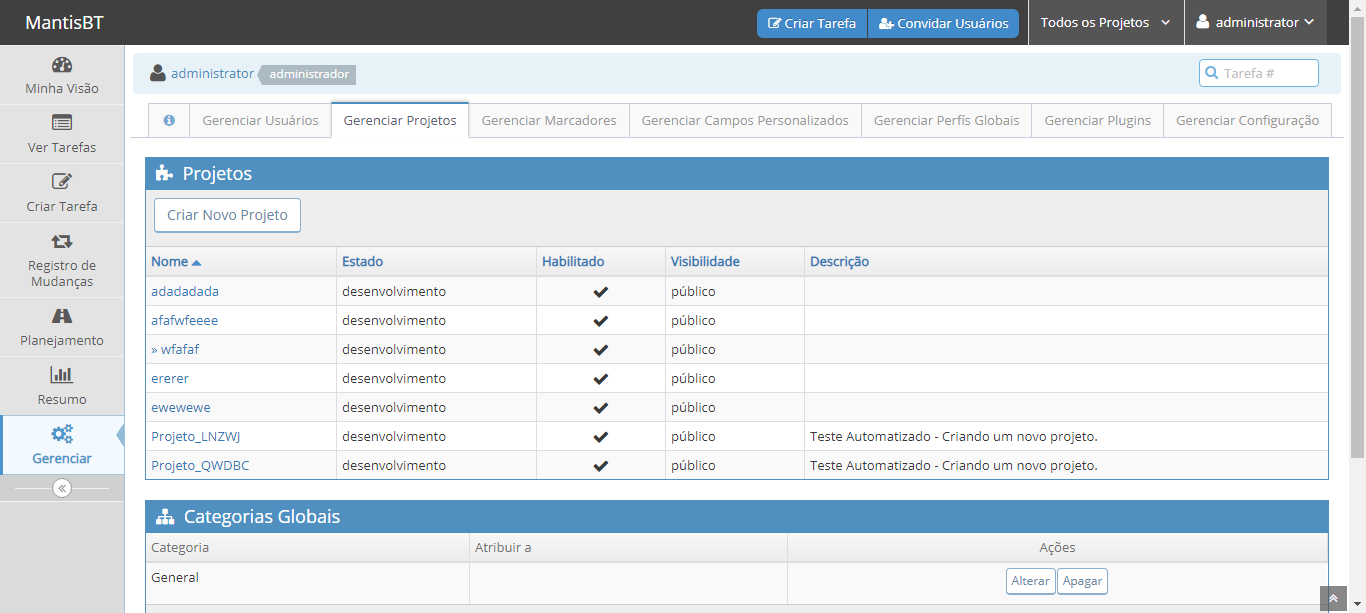 MantisBT
Criar Tarefa
Convidar Usuários
Todos os Projetos
administrator
Minha Visão
Ver Tarefas
Criar Tarefa
Registro de
Mudanças
Planejamento
Resumo
Gerenciar
administrator
administrador
Tarefa #
Gerenciar Usuários
Gerenciar Projetos
Gerenciar Marcadores
Gerenciar Campos Personalizados
Gerenciar Perfís Globais
Gerenciar Plugins
Gerenciar Configuração
Projetos
Criar Novo Projeto
Nome Estado Habilitado Visibilidade Descrição
adadadada desenvolvimento público
afafwfeeee desenvolvimento público
» wfafaf desenvolvimento público
ererer desenvolvimento público
ewewewe desenvolvimento público
Projeto_LNZWJ desenvolvimento público Teste Automatizado - Criando um novo projeto.
Projeto_QWDBC desenvolvimento público Teste Automatizado - Criando um novo projeto.
Categorias Globais
Categoria Atribuir a Ações
General Alterar Apagar